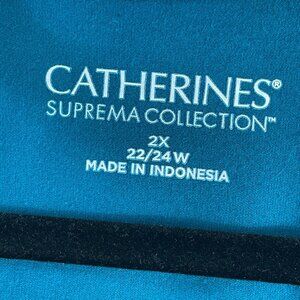 CATHERINES®
SUPREMA COLLECTION™
2X
22/24W
MADE IN INDONESIA